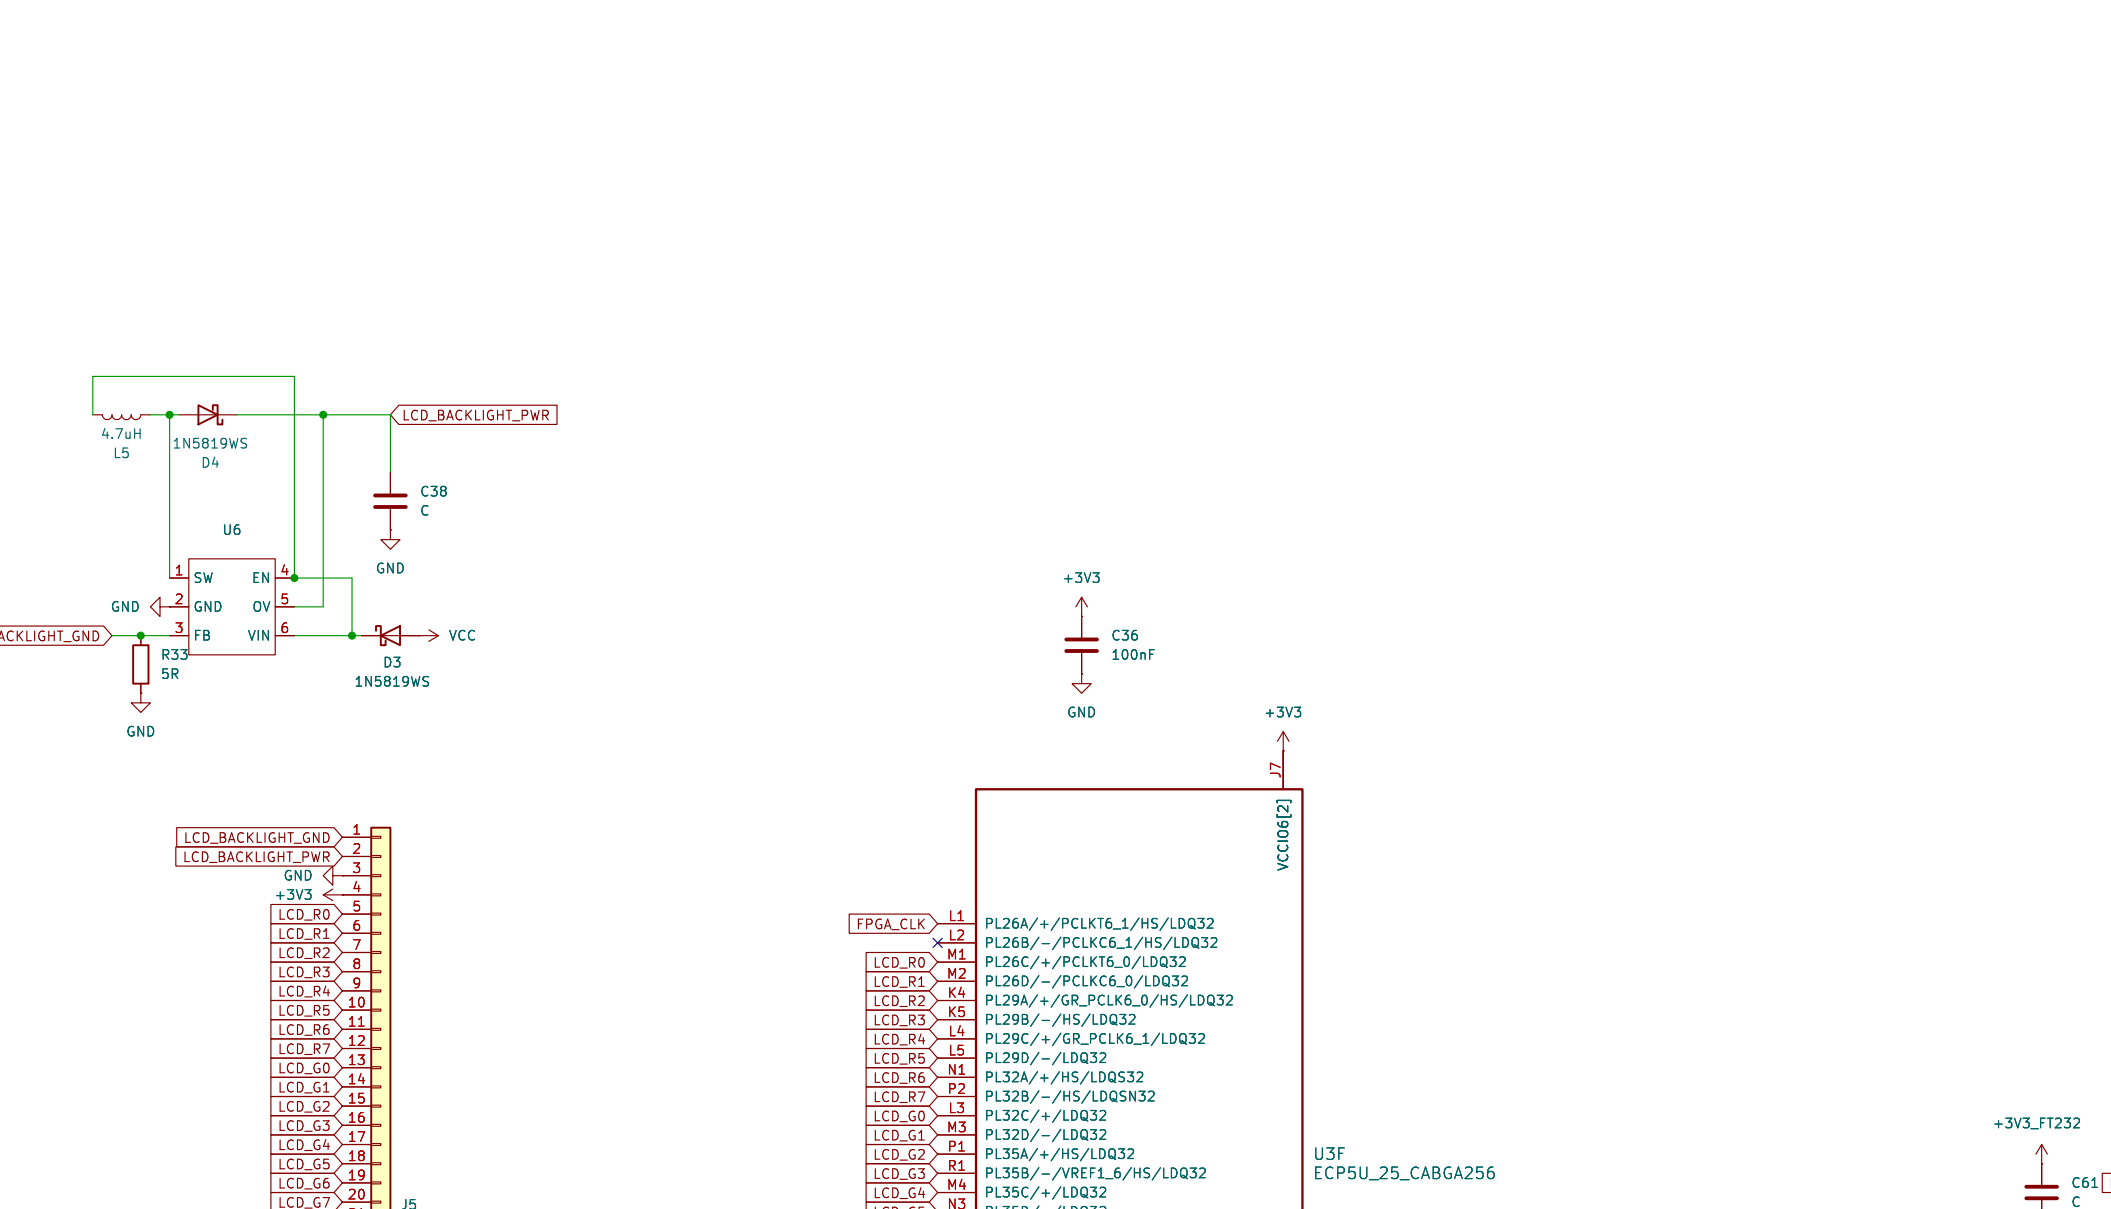 LCD_BACKLIGHT_PWR
4.7uH
L5
1N5819WS
D4
C38
C
GND
U6
1 SW
2 GND
3 FB
EN 4
OV 5
VIN 6
GND
ACKLIGHT_GND
R33
5R
GND
VCC
D3
1N5819WS
+3V3
C36
100nF
GND
+3V3
J7
VCCIO6[2]
LCD_BACKLIGHT_GND 1
LCD_BACKLIGHT_PWR 2
GND 3
+3V3 4
LCD_R0 5
LCD_R1 6
LCD_R2 7
LCD_R3 8
LCD_R4 9
LCD_R5 10
LCD_R6 11
LCD_R7 12
LCD_G0 13
LCD_G1 14
LCD_G2 15
LCD_G3 16
LCD_G4 17
LCD_G5 18
LCD_G6 19
LCD_G7 20
J5
FPGA_CLK L1 PL26A/+/PCLKT6_1/HS/LDQ32
L2 PL26B/-/PCLKC6_1/HS/LDQ32
LCD_R0 M1 PL26C/+/PCLKT6_0/LDQ32
LCD_R1 M2 PL26D/-/PCLKC6_0/LDQ32
LCD_R2 K4 PL29A/+/GR_PCLK6_0/HS/LDQ32
LCD_R3 K5 PL29B/-/HS/LDQ32
LCD_R4 L4 PL29C/+/GR_PCLK6_1/LDQ32
LCD_R5 L5 PL29D/-/LDQ32
LCD_R6 N1 PL32A/+/HS/LDQS32
LCD_R7 P2 PL32B/-/HS/LDQSN32
LCD_G0 L3 PL32C/+/LDQ32
LCD_G1 M3 PL32D/-/LDQ32
LCD_G2 P1 PL35A/+/HS/LDQ32
LCD_G3 R1 PL35B/-/VREF1_6/HS/LDQ32
LCD_G4 M4 PL35C/+/LDQ32
N3
U3F
ECP5U_25_CABGA256
+3V3_FT232
C61
C